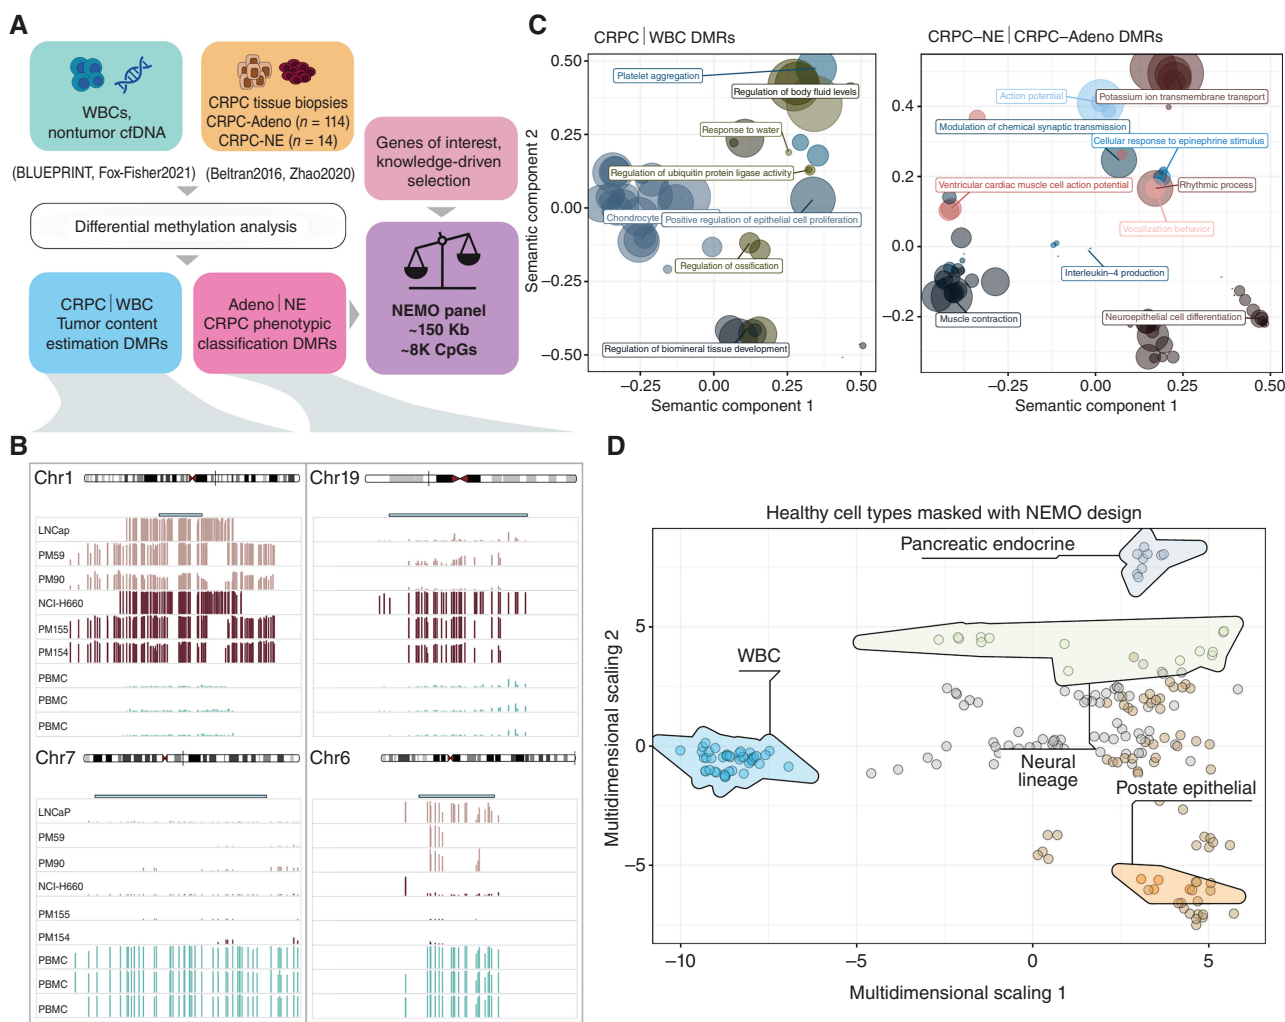 A
WBCs,
nontumor cfDNA
CRPC tissue biopsies
CRPC-Adeno (n = 114)
CRPC-NE (n = 14)
(BLUEPRINT, Fox-Fisher2021)
(Beltran2016, Zhao2020)
Genes of interest,
knowledge-driven
selection
Differential methylation analysis
CRPC | WBC
Tumor content
estimation DMRs
Adeno | NE
CRPC phenotypic
classification DMRs
NEMO panel
~150 Kb
~8K CpGs
B
Chr1
LNCap
PM59
PM90
NCI-H660
PM155
PM154
PBMC
PBMC
PBMC
Chr19
Chr7
LNCaP
PM59
PM90
NCI-H660
PM155
PM154
PBMC
PBMC
PBMC
Chr6
C
CRPC | WBC DMRs
Semantic component 2
0.50
0.25
0.00
−0.25
−0.50
Platelet aggregation
Regulation of body fluid levels
Response to water
Regulation of ubiquitin protein ligase activity
Chondrocyte
Positive regulation of epithelial cell proliferation
Regulation of ossification
Regulation of biomineral tissue development
−0.25
0.00
0.25
0.50
Semantic component 1
CRPC–NE | CRPC–Adeno DMRs
0.4
0.2
0.0
−0.2
Action potential
Potassium ion transmembrane transport
Modulation of chemical synaptic transmission
Cellular response to epinephrine stimulus
Ventricular cardiac muscle cell action potential
Rhythmic process
Vocalization behavior
Interleukin–4 production
Muscle contraction
Neuroepithelial cell differentiation
−0.25
0.00
0.25
0.50
Semantic component 1
D
Healthy cell types masked with NEMO design
Multidimensional scaling 2
5
0
−5
Pancreatic endocrine
WBC
Neural
lineage
Postate epithelial
−10
−5
0
5
Multidimensional scaling 1